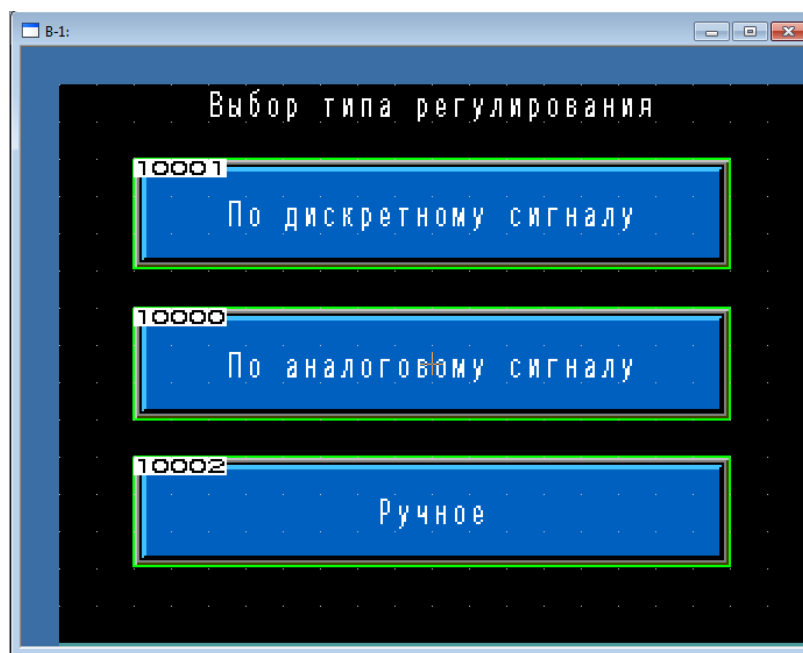 B-1:
Выбор типа регулирования
10001
По дискретному сигналу
10000
По аналоговому сигналу
10002
Ручное